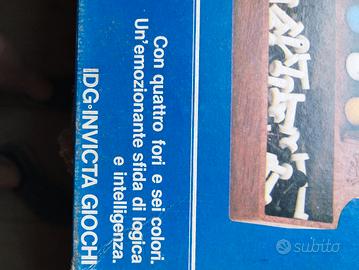 Con quattro fori e sei colori.
Un'emozionante sfida di logica
e intelligenza.
IDG·INVICTA GIOCHI
subito